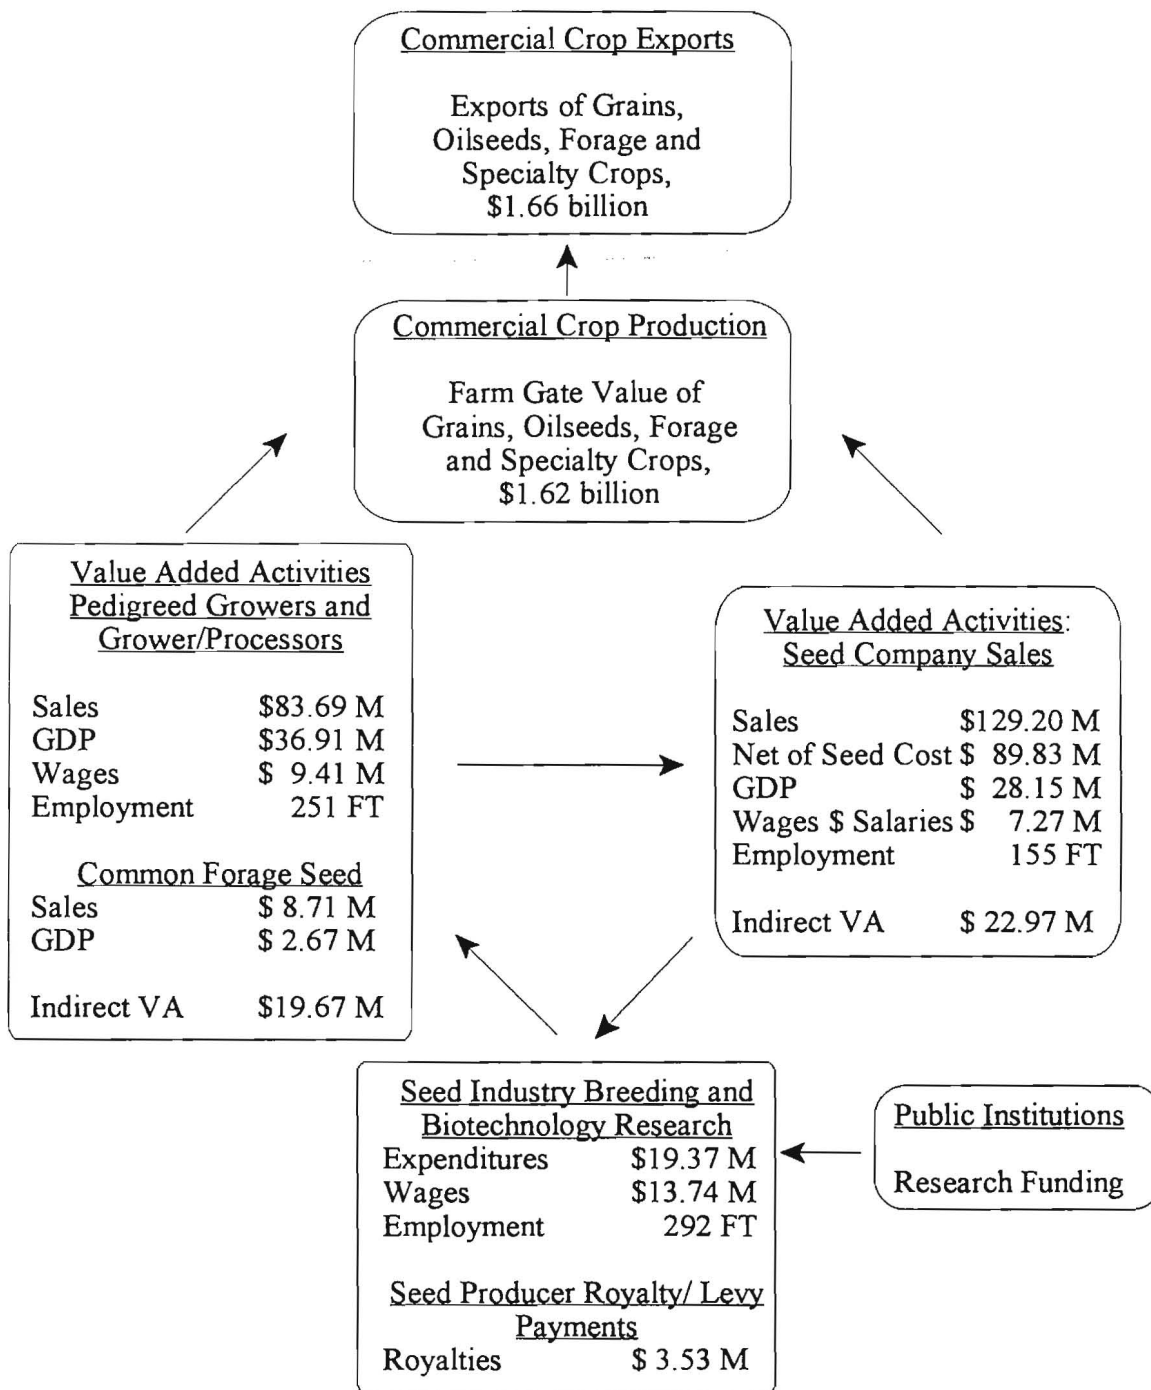 Commercial Crop Exports
Exports of Grains,
Oilseeds, Forage and
Specialty Crops,
$1.66 billion
Commercial Crop Production
Farm Gate Value of
Grains, Oilseeds, Forage
and Specialty Crops,
$1.62 billion
Value Added Activities
Pedigreed Growers and
Grower/Processors
Sales $83.69 M
GDP $36.91 M
Wages $ 9.41 M
Employment 251 FT
Common Forage Seed
Sales $ 8.71 M
GDP $ 2.67 M
Indirect VA $19.67 M
Value Added Activities:
Seed Company Sales
Sales $129.20 M
Net of Seed Cost $ 89.83 M
GDP $ 28.15 M
Wages $ Salaries $ 7.27 M
Employment 155 FT
Indirect VA $ 22.97 M
Seed Industry Breeding and
Biotechnology Research
Expenditures $19.37 M
Wages $13.74 M
Employment 292 FT
Seed Producer Royalty/ Levy
Payments
Royalties $ 3.53 M
Public Institutions
Research Funding